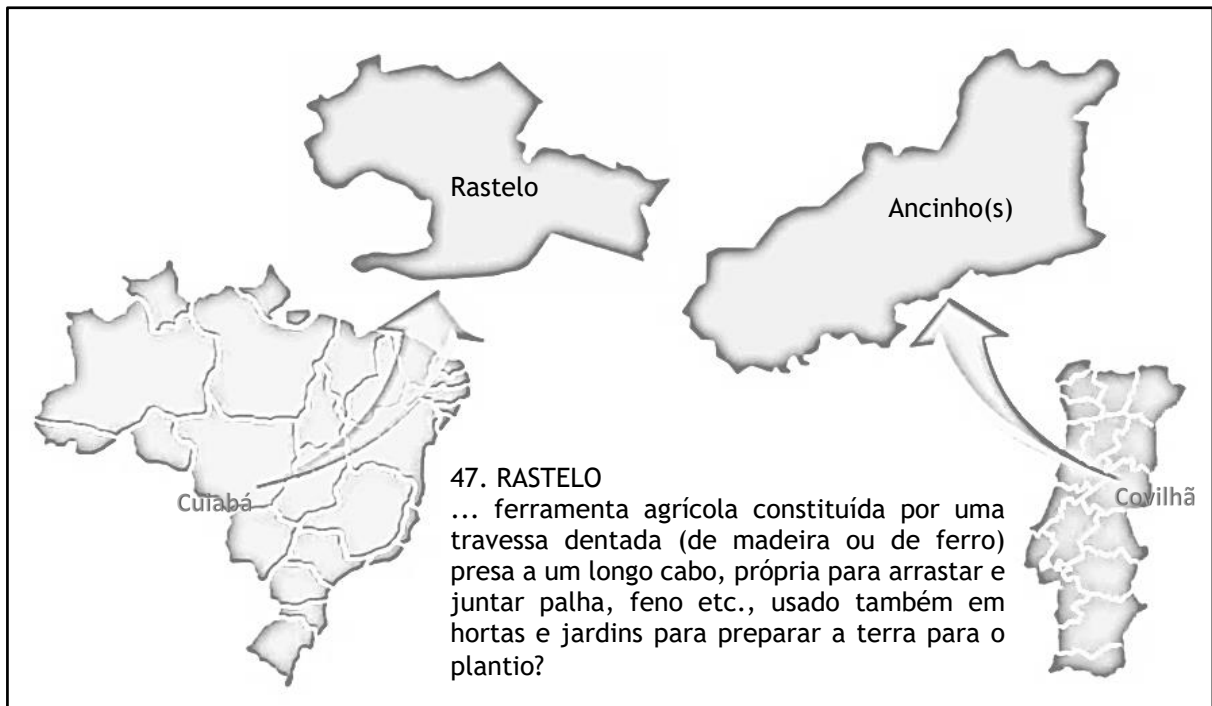 Rastelo
Ancinho(s)
Cuiabá
Covilhã
47. RASTELO
... ferramenta agrícola constituída por uma
travessa dentada (de madeira ou de ferro)
presa a um longo cabo, própria para arrastar e
juntar palha, feno etc., usado também em
hortas e jardins para preparar a terra para o
plantio?